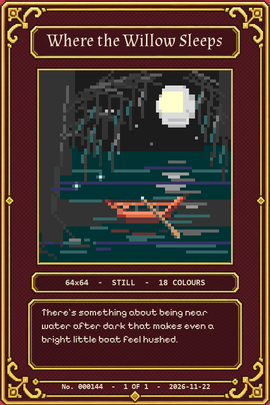 Where the Willow Sleeps
64x64 - STILL - 18 COLOURS
There's something about being near
water after dark that makes even a
bright little boat feel hushed.
No. 000144 - 1 OF 1 - 2026-11-22